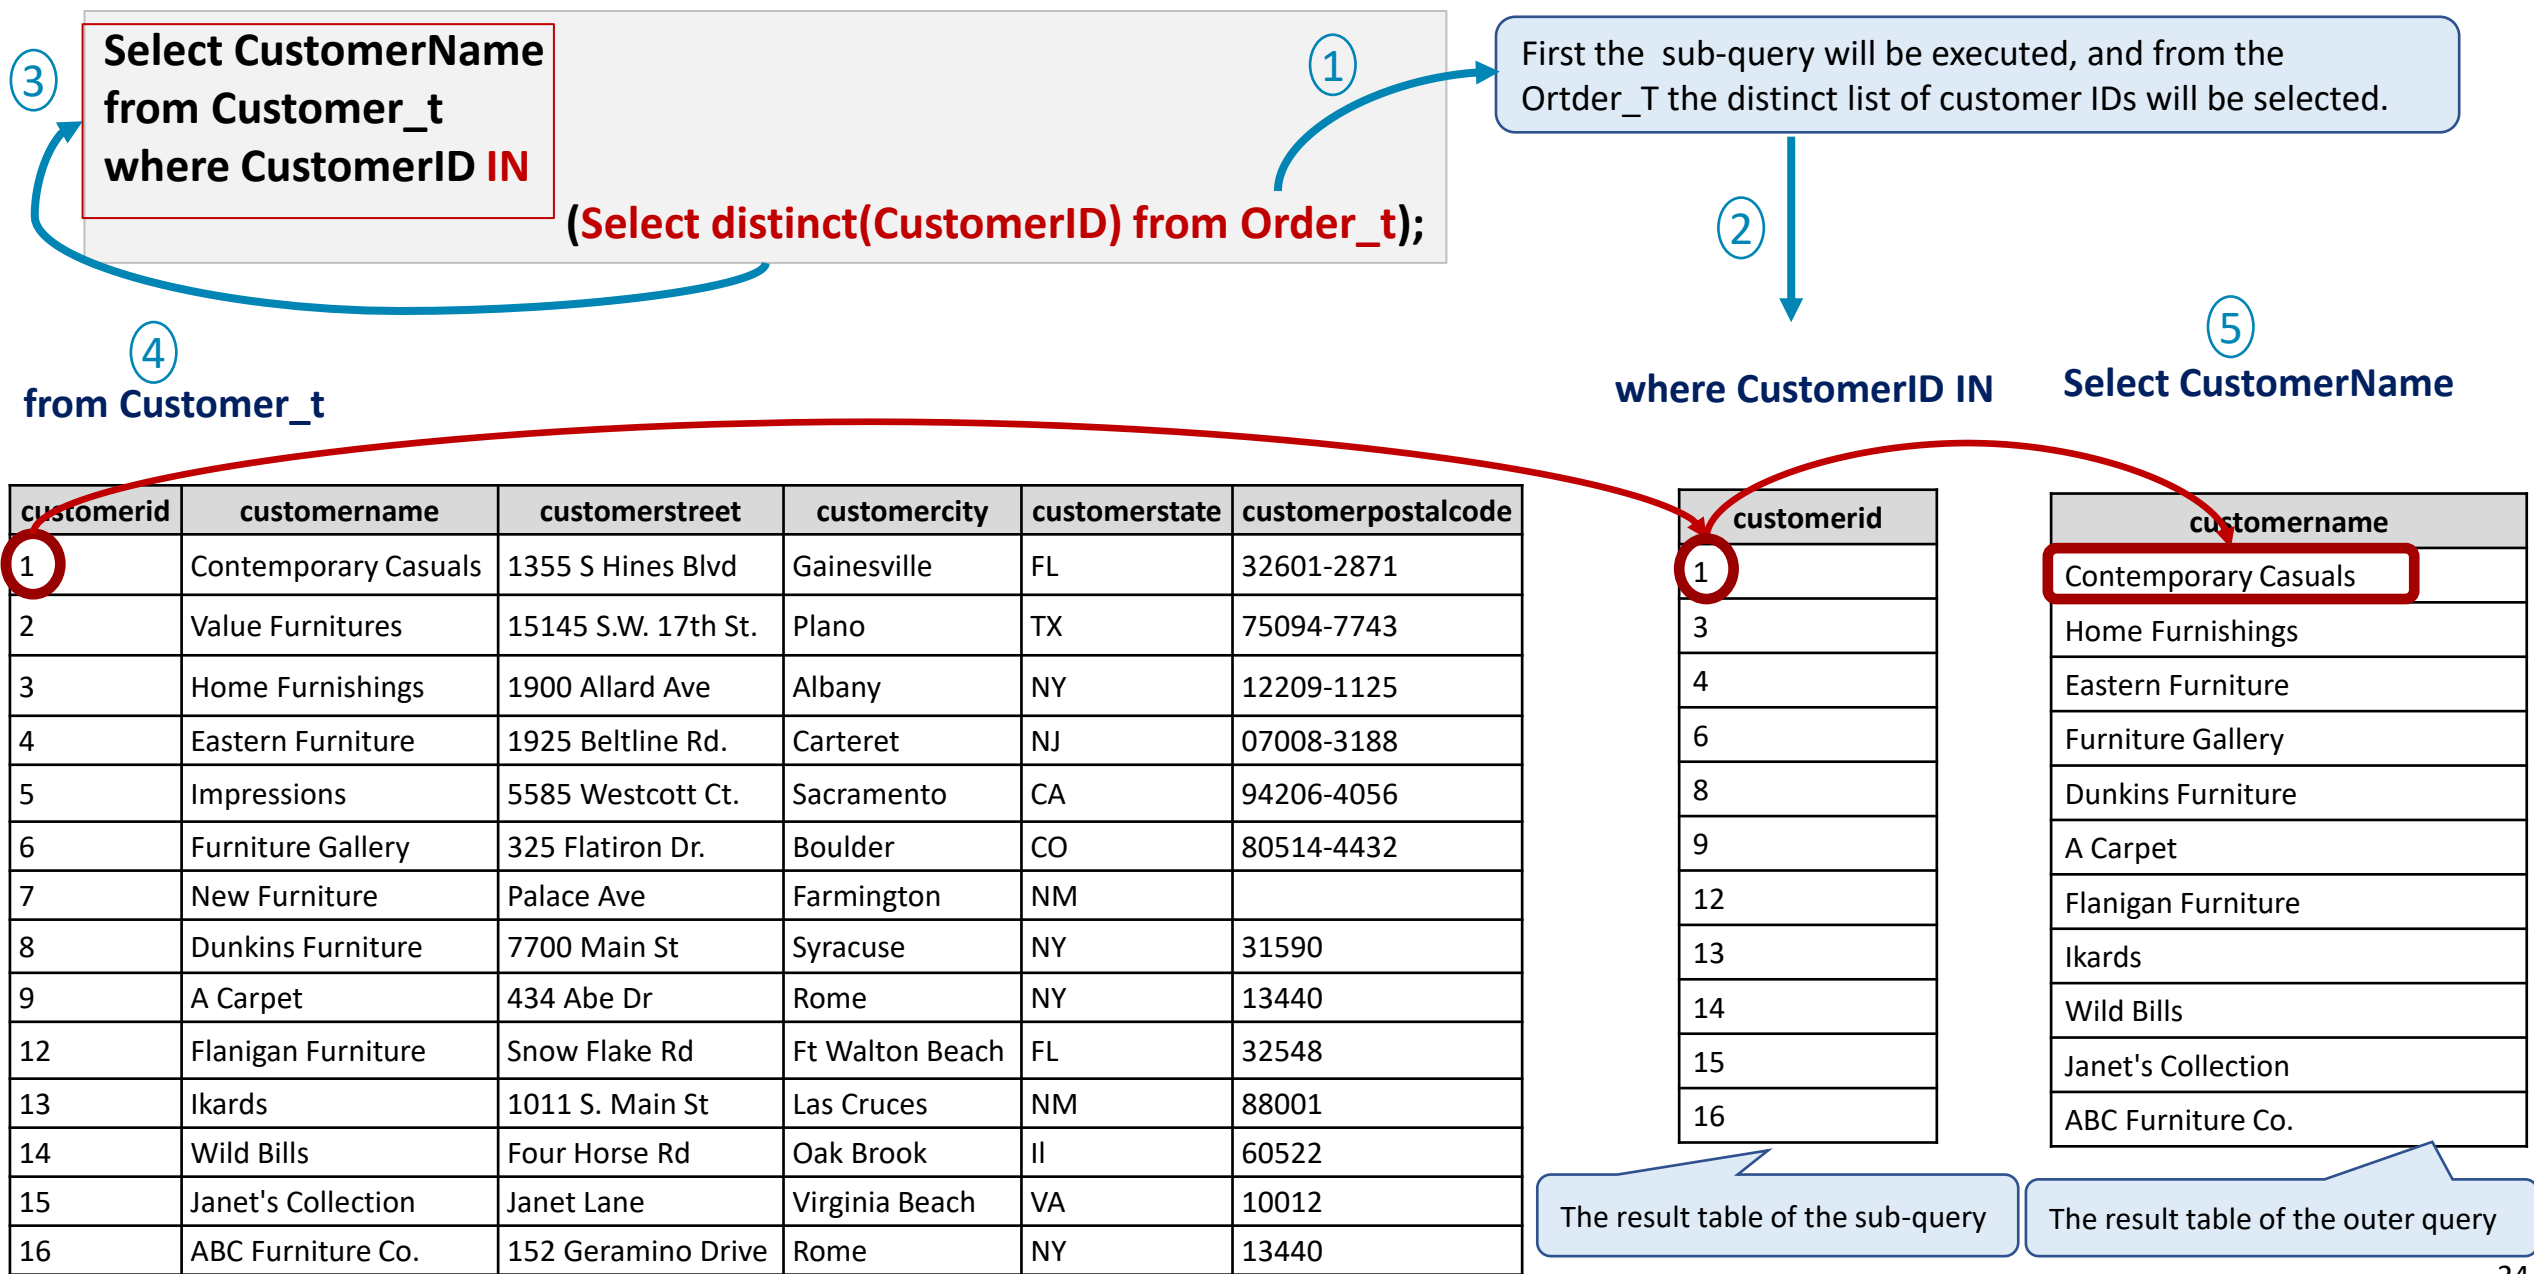 Select CustomerName
from Customer_t
where CustomerID IN
(Select distinct(CustomerID) from Order_t);
3
1
First the sub-query will be executed, and from the
Ortder_T the distinct list of customer IDs will be selected.
2
4
from Customer_t
where CustomerID IN
5
Select CustomerName
customerid customername customerstreet customercity customerstate customerpostalcode
1 Contemporary Casuals 1355 S Hines Blvd Gainesville FL 32601-2871
2 Value Furnitures 15145 S.W. 17th St. Plano TX 75094-7743
3 Home Furnishings 1900 Allard Ave Albany NY 12209-1125
4 Eastern Furniture 1925 Beltline Rd. Carteret NJ 07008-3188
5 Impressions 5585 Westcott Ct. Sacramento CA 94206-4056
6 Furniture Gallery 325 Flatiron Dr. Boulder CO 80514-4432
7 New Furniture Palace Ave Farmington NM
8 Dunkins Furniture 7700 Main St Syracuse NY 31590
9 A Carpet 434 Abe Dr Rome NY 13440
12 Flanigan Furniture Snow Flake Rd Ft Walton Beach FL 32548
13 Ikards 1011 S. Main St Las Cruces NM 88001
14 Wild Bills Four Horse Rd Oak Brook Il 60522
15 Janet's Collection Janet Lane Virginia Beach VA 10012
16 ABC Furniture Co. 152 Geramino Drive Rome NY 13440
customerid
1
3
4
6
8
9
12
13
14
15
16
The result table of the sub-query
customername
Contemporary Casuals
Home Furnishings
Eastern Furniture
Furniture Gallery
Dunkins Furniture
A Carpet
Flanigan Furniture
Ikards
Wild Bills
Janet's Collection
ABC Furniture Co.
The result table of the outer query